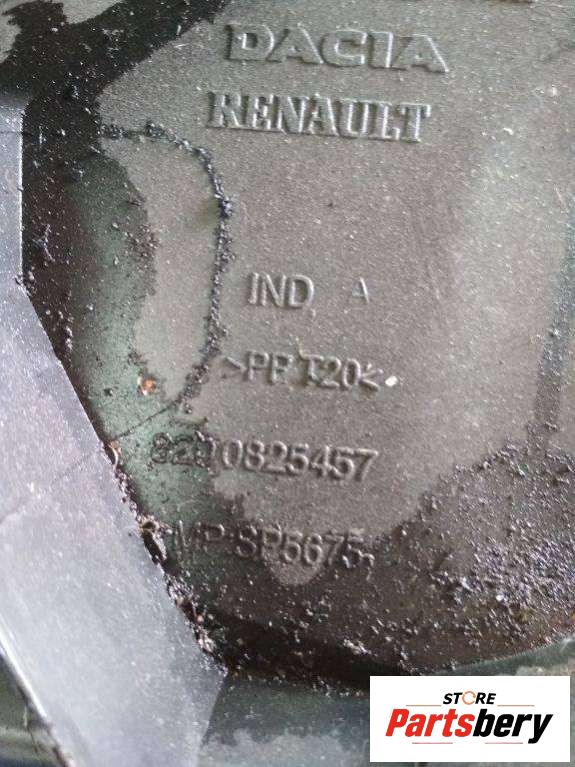 DACIA
RENAULT
IND A
>PP T20<
8200825457
MP SP5675
STORE
Partsbery